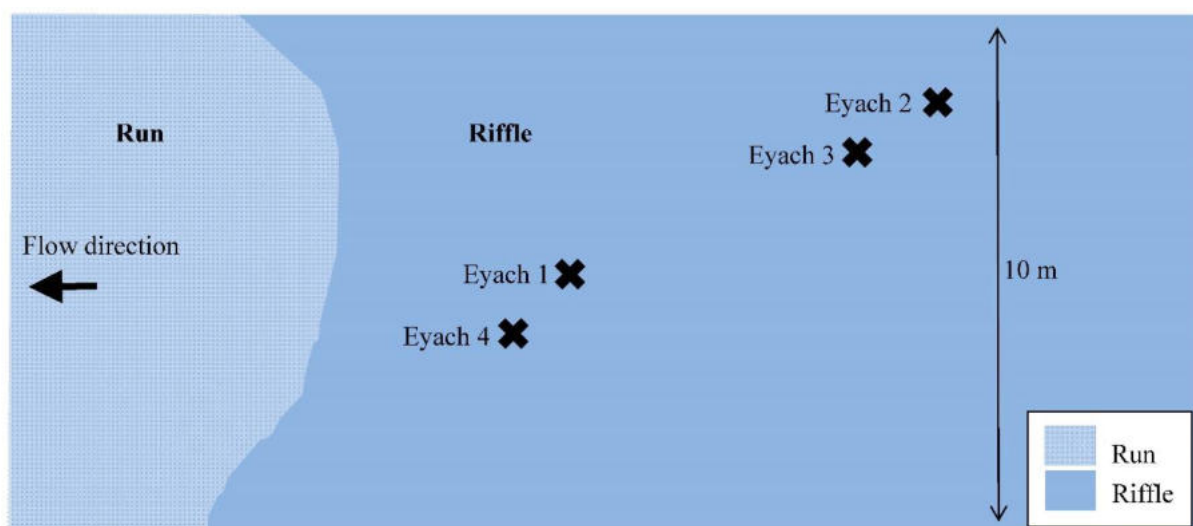 Eyach 2
Run
Riffle
Eyach 3
Flow direction
Eyach 1
10 m
Eyach 4
Run
Riffle